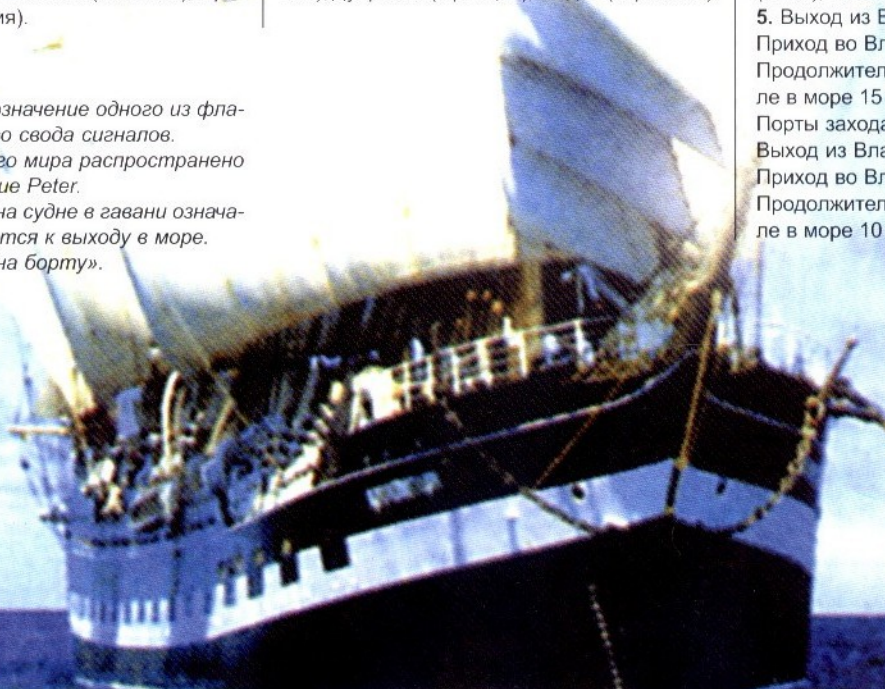 ия).
означение одного из фла-
о свода сигналов.
го мира распространено
ие Peter.
на судне в гавани означа-
тся к выходу в море.
на борту».
5. Выход из В
Приход во Вл
Продолжител
ле в море 15
Порты захода
Выход из Вла
Приход во Вл
Продолжител
ле в море 10